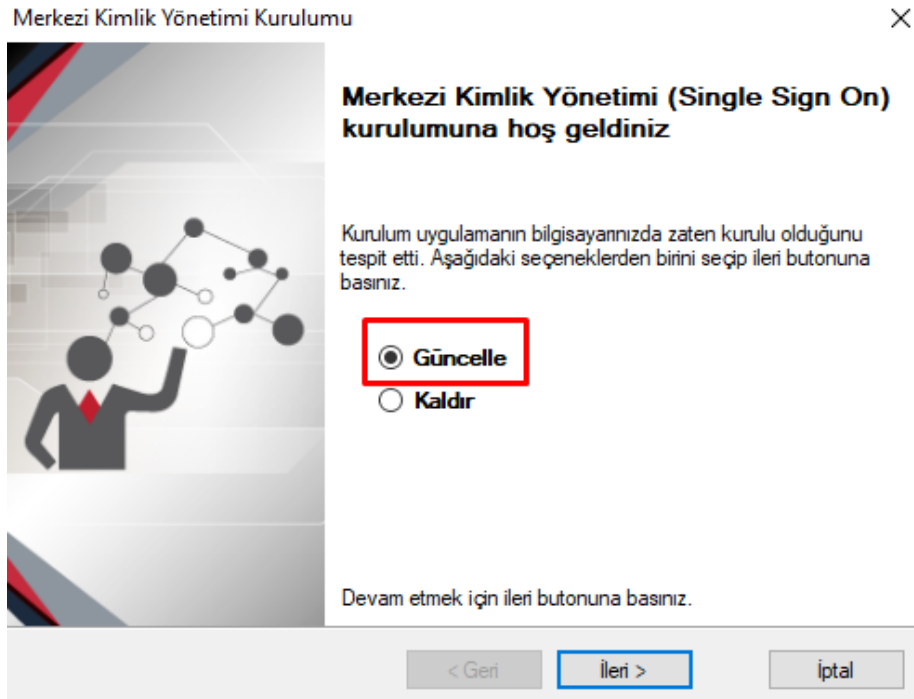 Merkezi Kimlik Yönetimi Kurulumu
Merkezi Kimlik Yönetimi (Single Sign On)
kurulumuna hoş geldiniz
Kurulum uygulamanın bilgisayarınızda zaten kurulu olduğunu
tespit etti. Aşağıdaki seçeneklerden birini seçip ileri butonuna
basınız.
Güncelle
Kaldır
Devam etmek için ileri butonuna basınız.
< Geri
İleri >
İptal